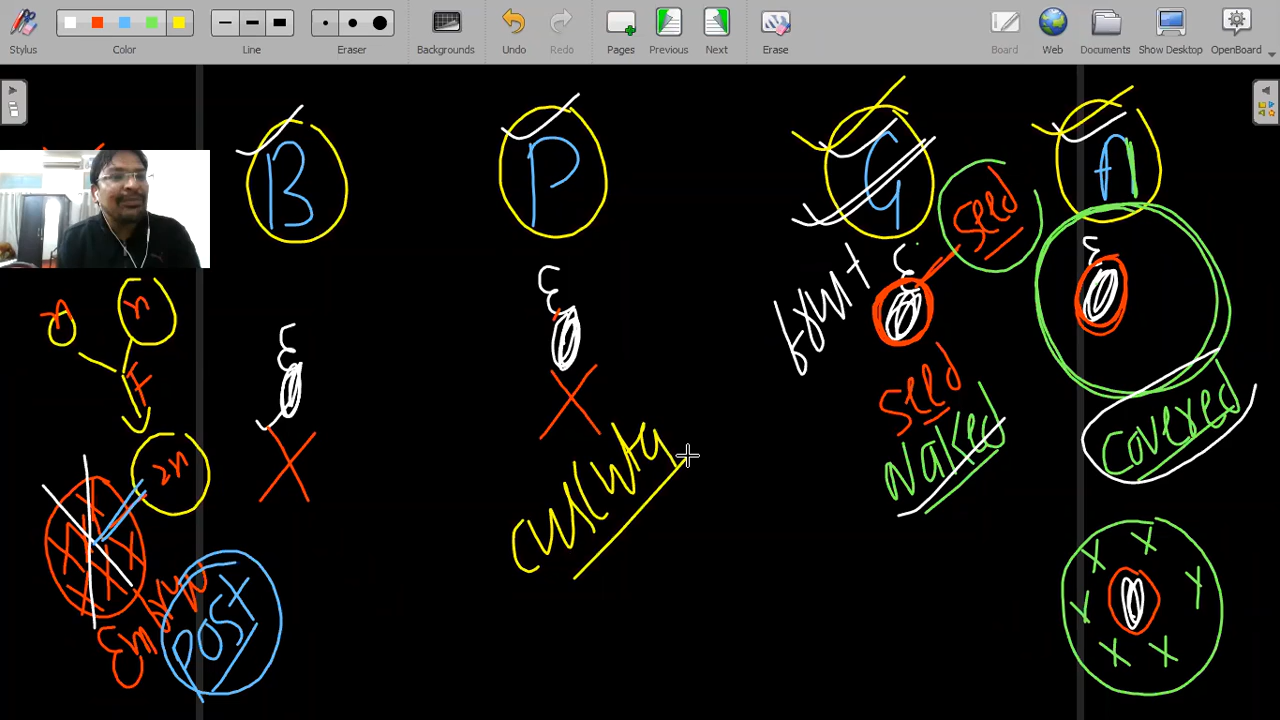 Stylus
Color
Line
Eraser
Backgrounds
Undo
Redo
Pages
Previous
Next
Erase
Board
Web
Documents
Show Desktop
OpenBoard
B
P
G
A
n
2n
POST
Seed
Seed
Naked
Covered